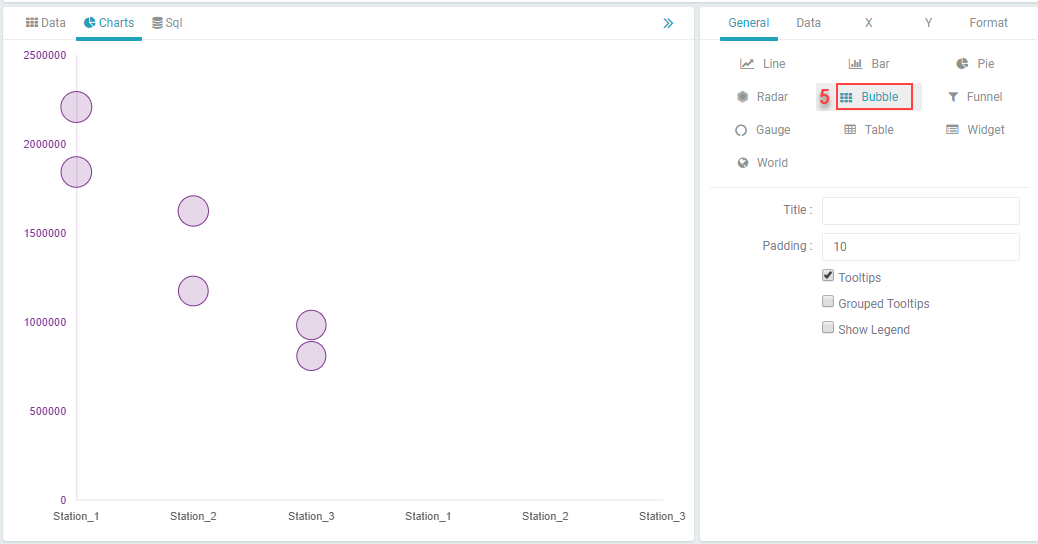 Data Charts Sql
2500000
2000000
1500000
1000000
500000
0
Station_1 Station_2 Station_3 Station_1 Station_2 Station_3
General Data X Y Format
Line Bar Pie
Radar 5 Bubble Funnel
Gauge Table Widget
World
Title :
Padding : 10
Tooltips
Grouped Tooltips
Show Legend